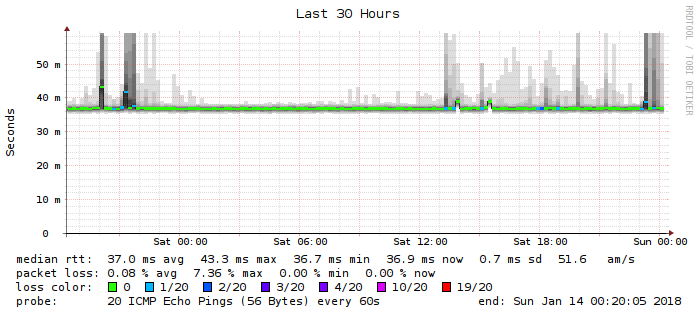 Last 30 Hours
RRDTOOL / TOBI OETIKER
Seconds
50 m
40 m
30 m
20 m
10 m
0
Sat 00:00 Sat 06:00 Sat 12:00 Sat 18:00 Sun 00:00
median rtt: 37.0 ms avg 43.3 ms max 36.7 ms min 36.9 ms now 0.7 ms sd 51.6 am/s
packet loss: 0.08 % avg 7.36 % max 0.00 % min 0.00 % now
loss color: 0 1/20 2/20 3/20 4/20 10/20 19/20
probe: 20 ICMP Echo Pings (56 Bytes) every 60s end: Sun Jan 14 00:20:05 2018